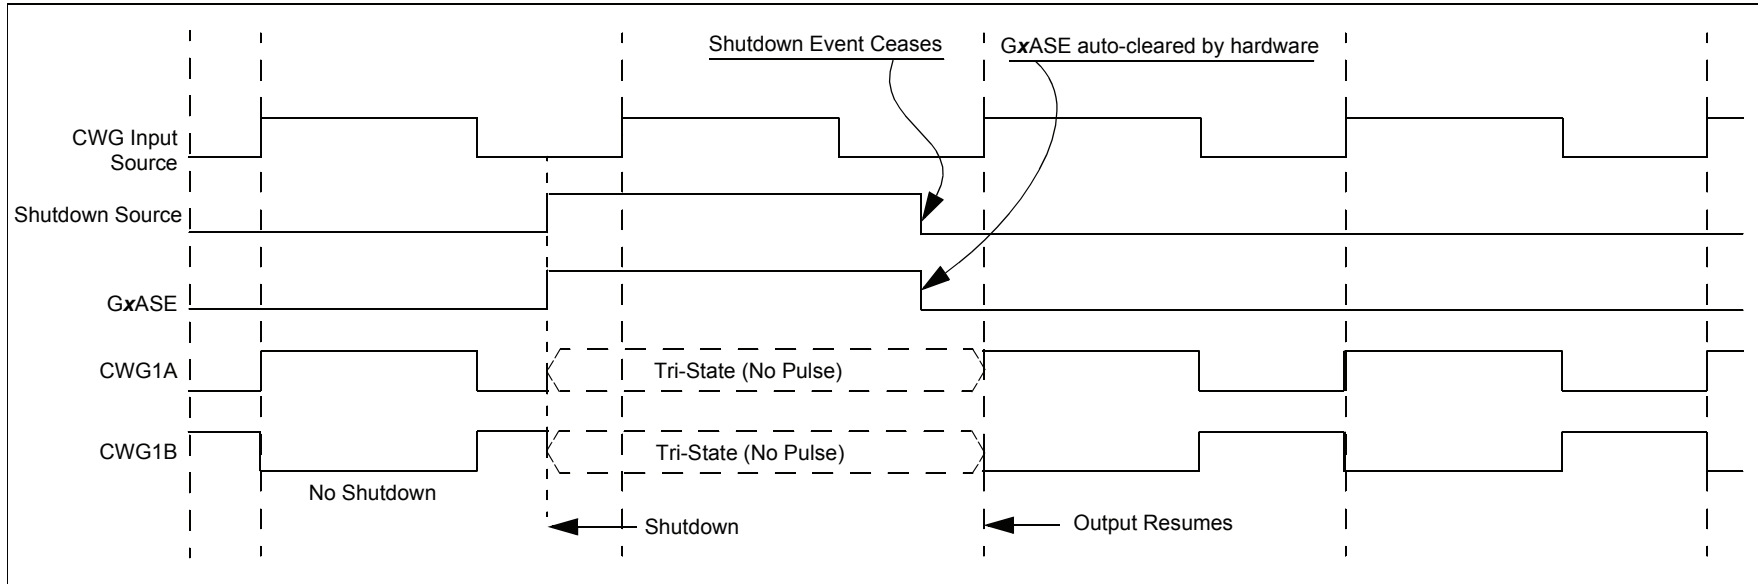 Shutdown Event Ceases
GxASE auto-cleared by hardware
CWG Input
Source
Shutdown Source
GxASE
CWG1A
Tri-State (No Pulse)
CWG1B
Tri-State (No Pulse)
No Shutdown
Shutdown
Output Resumes